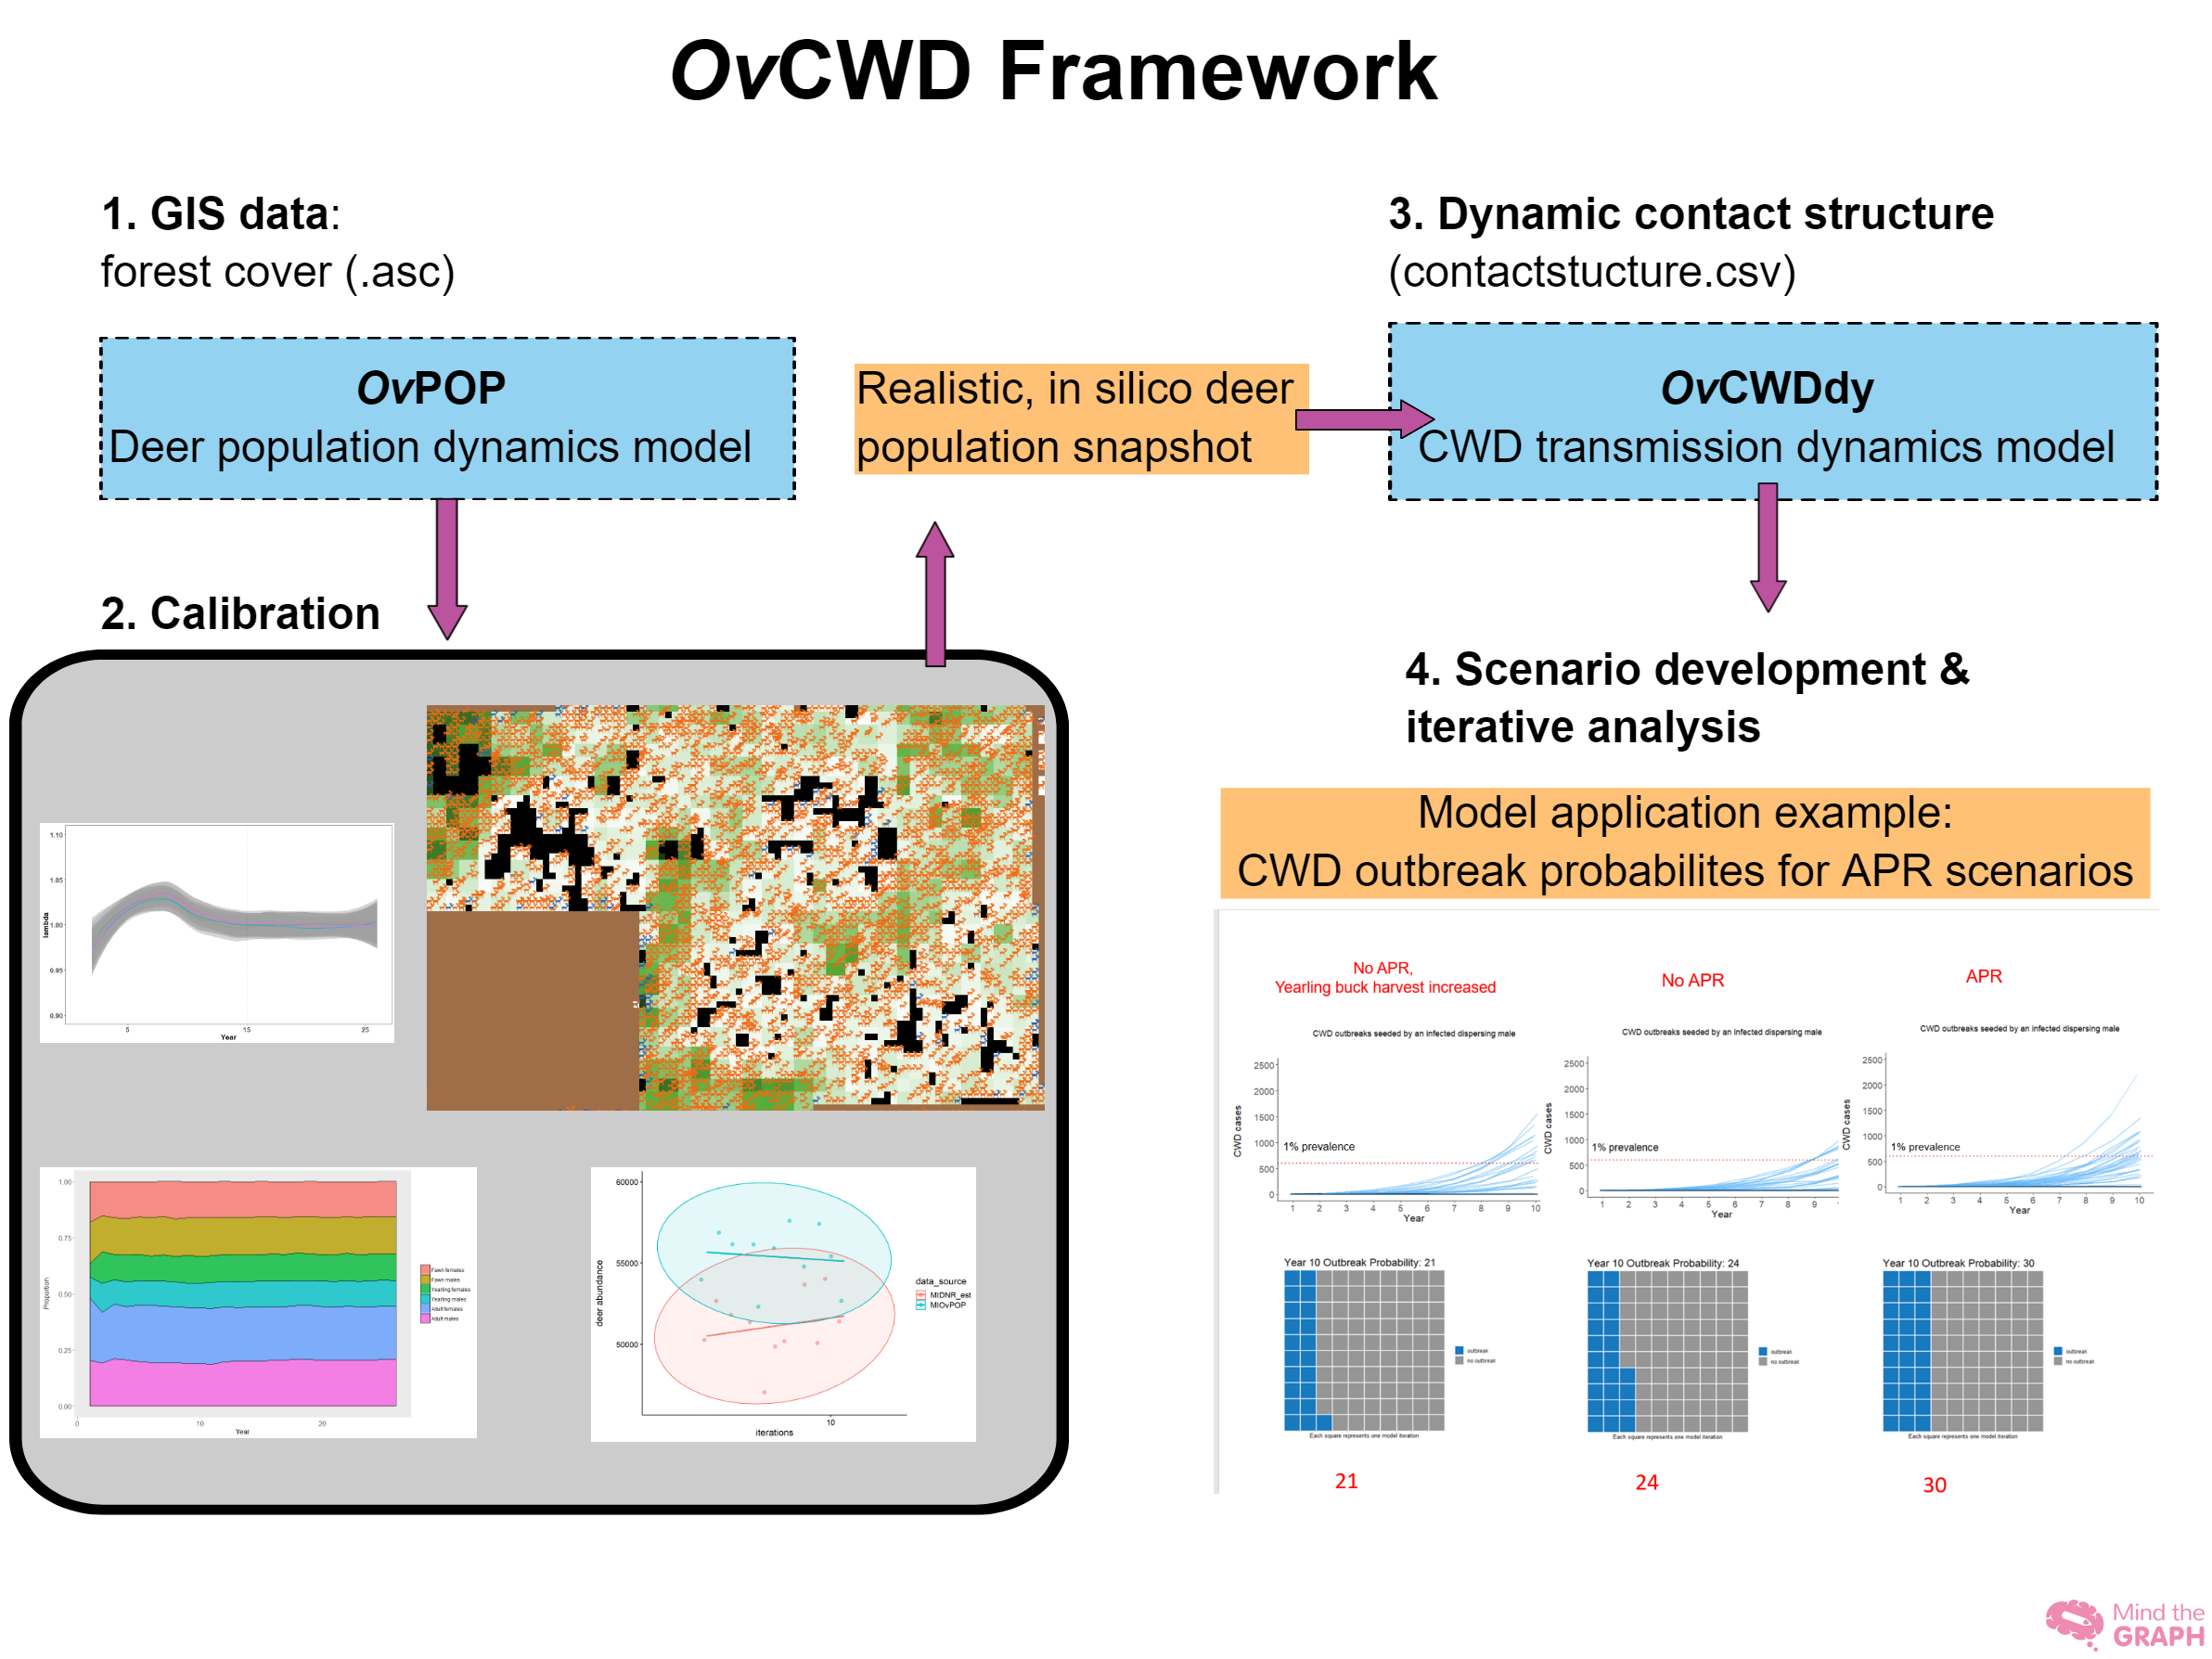 OvCWD Framework
1. GIS data:
forest cover (.asc)
OvPOP
Deer population dynamics model
2. Calibration
1.10
1.05
1.00
0.95
0.90
lambda
5
15
25
Year
1.00
0.75
0.50
0.25
0.00
Proportion
0
10
20
Year
Fawn females
Fawn males
Yearling females
Yearling males
Adult females
Adult males
60000
55000
50000
deer abundance
10
iterations
data_source
MIDNR_est
MIOvPOP
Realistic, in silico deer
population snapshot
3. Dynamic contact structure
(contactstucture.csv)
OvCWDdy
CWD transmission dynamics model
4. Scenario development &
iterative analysis
Model application example:
CWD outbreak probabilites for APR scenarios
No APR,
Yearling buck harvest increased
CWD outbreaks seeded by an infected dispersing male
2500
2000
1500
1000
500
0
CWD cases
1% prevalence
1 2 3 4 5 6 7 8 9 10
Year
No APR
CWD outbreaks seeded by an infected dispersing male
2500
2000
1500
1000
500
0
CWD cases
1% prevalence
1 2 3 4 5 6 7 8 9
Year
APR
CWD outbreaks seeded by an infected dispersing male
2500
2000
1500
1000
500
0
CWD cases
1% prevalence
1 2 3 4 5 6 7 8 9 10
Year
Year 10 Outbreak Probability: 21
outbreak
no outbreak
Each square represents one model iteration
21
Year 10 Outbreak Probability: 24
outbreak
no outbreak
Each square represents one model iteration
24
Year 10 Outbreak Probability: 30
outbreak
no outbreak
Each square represents one model iteration
30
Mind the
GRAPH